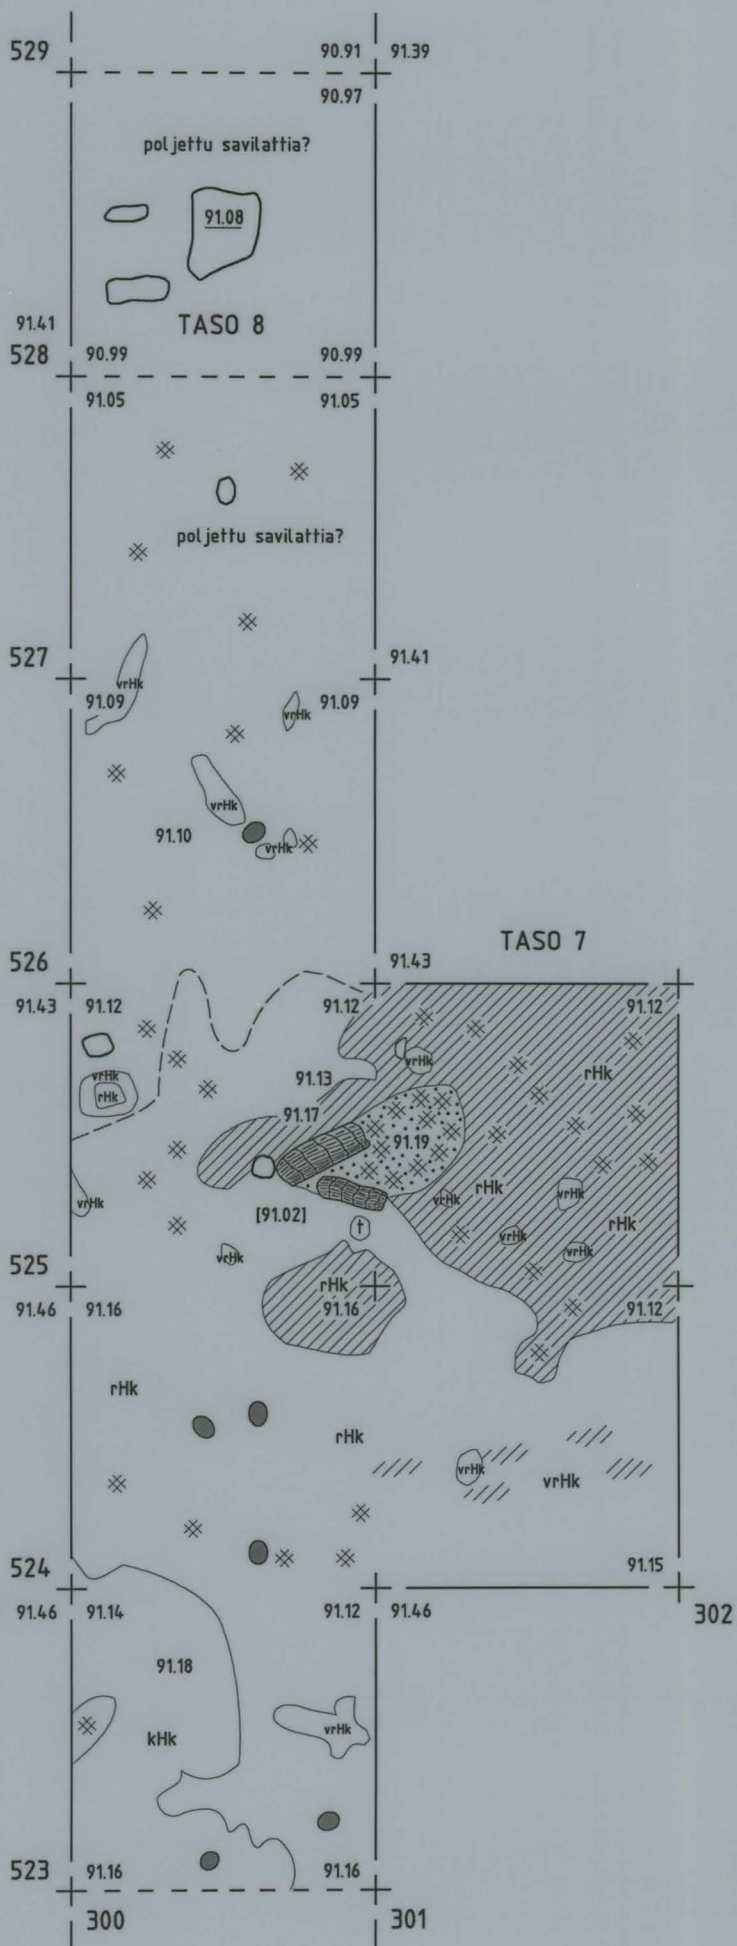 529 90.91 91.39
90.97
poljettu savilattia?
91.08
91.41 TASO 8
528 90.99 90.99
91.05 91.05
poljettu savilattia?
527 91.41
vrHk
91.09 vrHk 91.09
vrHk
91.10 vrHk
TASO 7
526 91.43
91.43 91.12 91.12 91.12
vrHk vrHk
rHk 91.13 rHk
91.17 91.19
vrHk rHk vrHk vrHk
[91.02] t rHk
vrHk vrHk vrHk
525 rHk
91.46 91.16 91.16 91.12
rHk
rHk
vrHk vrHk
524 91.15
91.46 91.14 91.12 91.46 302
91.18
kHk vrHk
523 91.16 91.16
300 301